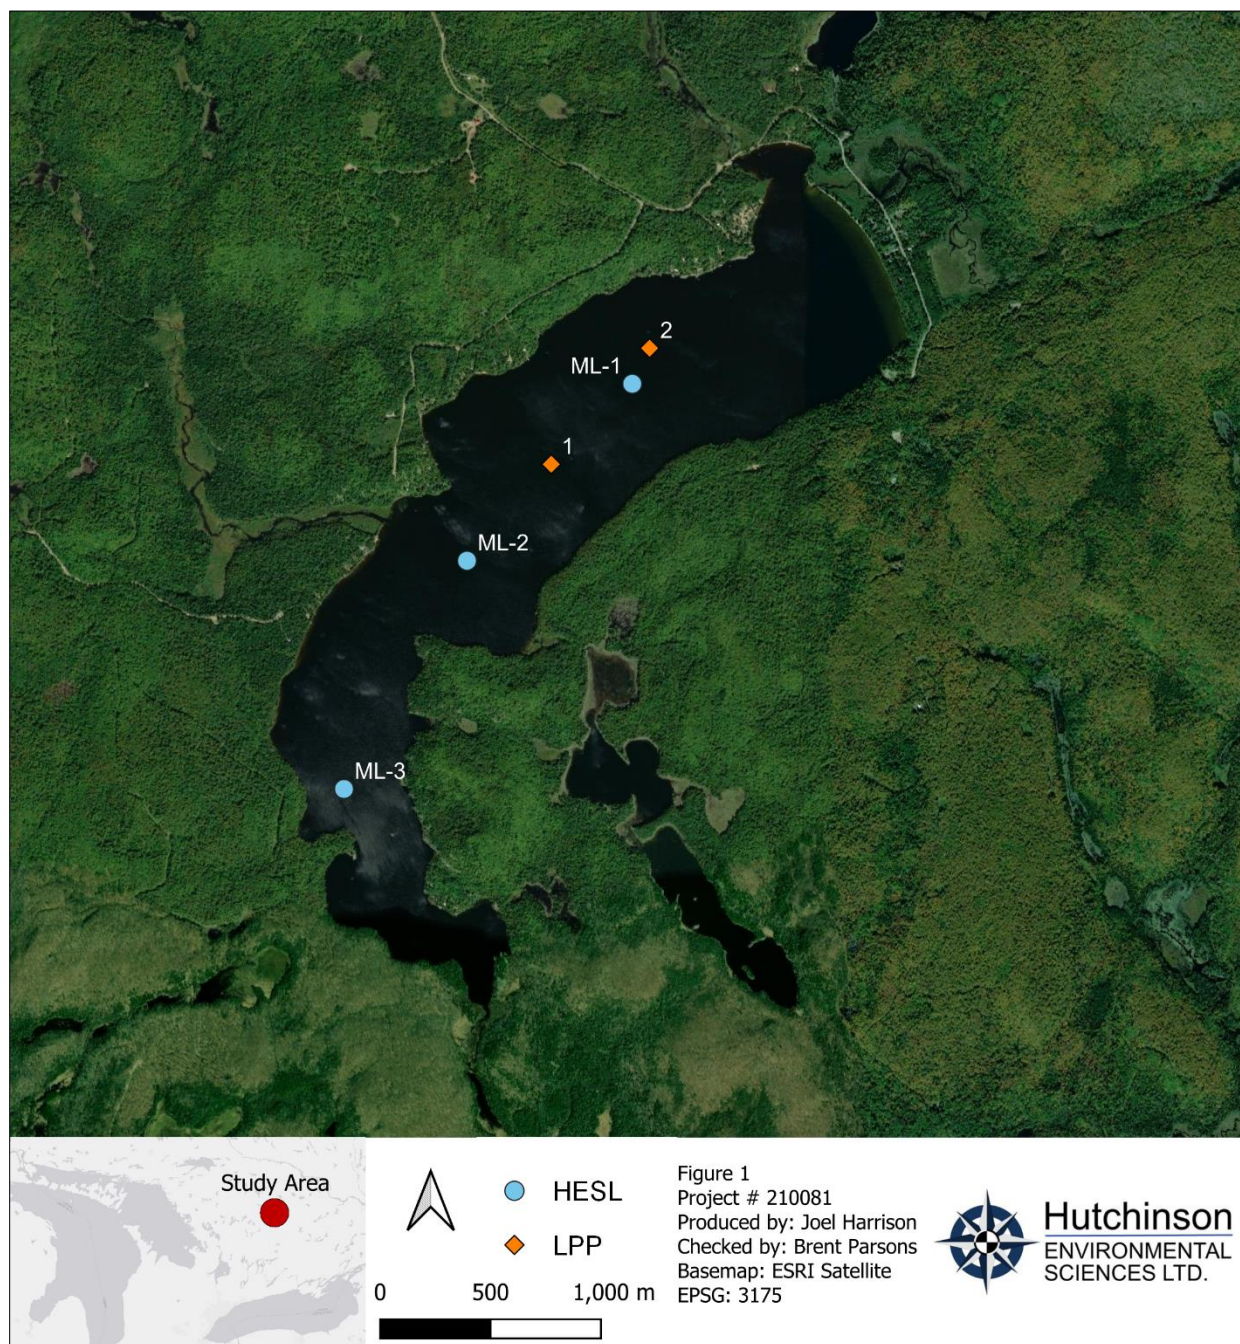 2
ML-1
1
ML-2
ML-3
Study Area
HESL
LPP
0 500 1,000 m
Figure 1
Project # 210081
Produced by: Joel Harrison
Checked by: Brent Parsons
Basemap: ESRI Satellite
EPSG: 3175
Hutchinson
ENVIRONMENTAL
SCIENCES LTD.